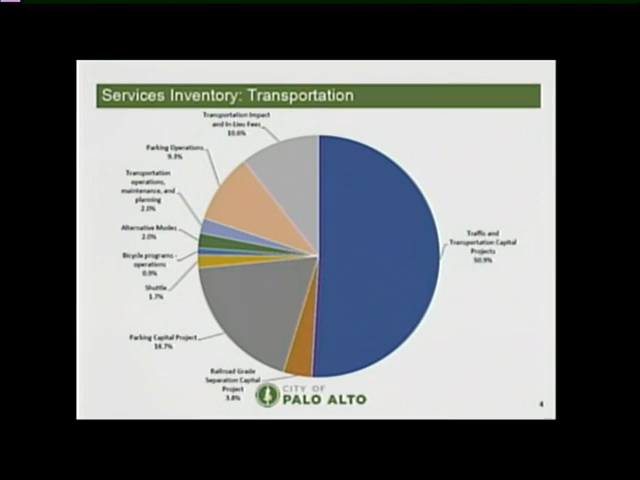 Services Inventory: Transportation
Transportation Impact
and In-Lieu Fees
10.6%
Parking Operations
9.3%
Transportation
operations,
maintenance, and
planning
2.0%
Alternative Modes
2.0%
Bicycle programs -
operations
0.9%
Shuttle
1.7%
Parking Capital Project
18.7%
Railroad Grade
Separation Capital
Project
3.8%
Traffic and
Transportation Capital
Projects
50.9%
CITY OF
PALO ALTO
4